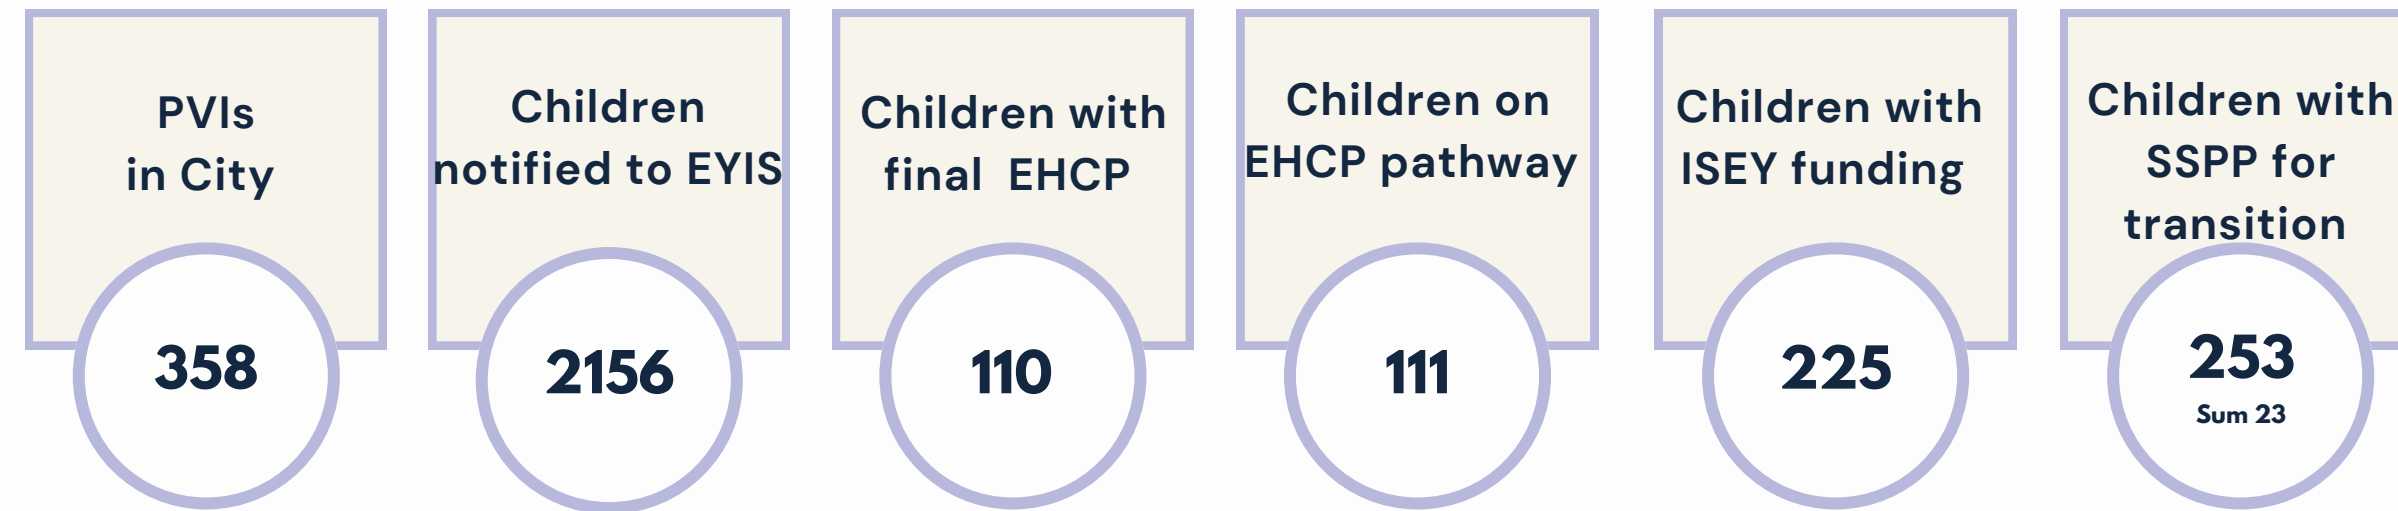 PVIs
in City
358
Children
notified to EYIS
2156
Children with
final  EHCP
110
Children on
EHCP pathway
111
Children with
ISEY funding
225
Children with
SSPP for
transition
253
Sum 23